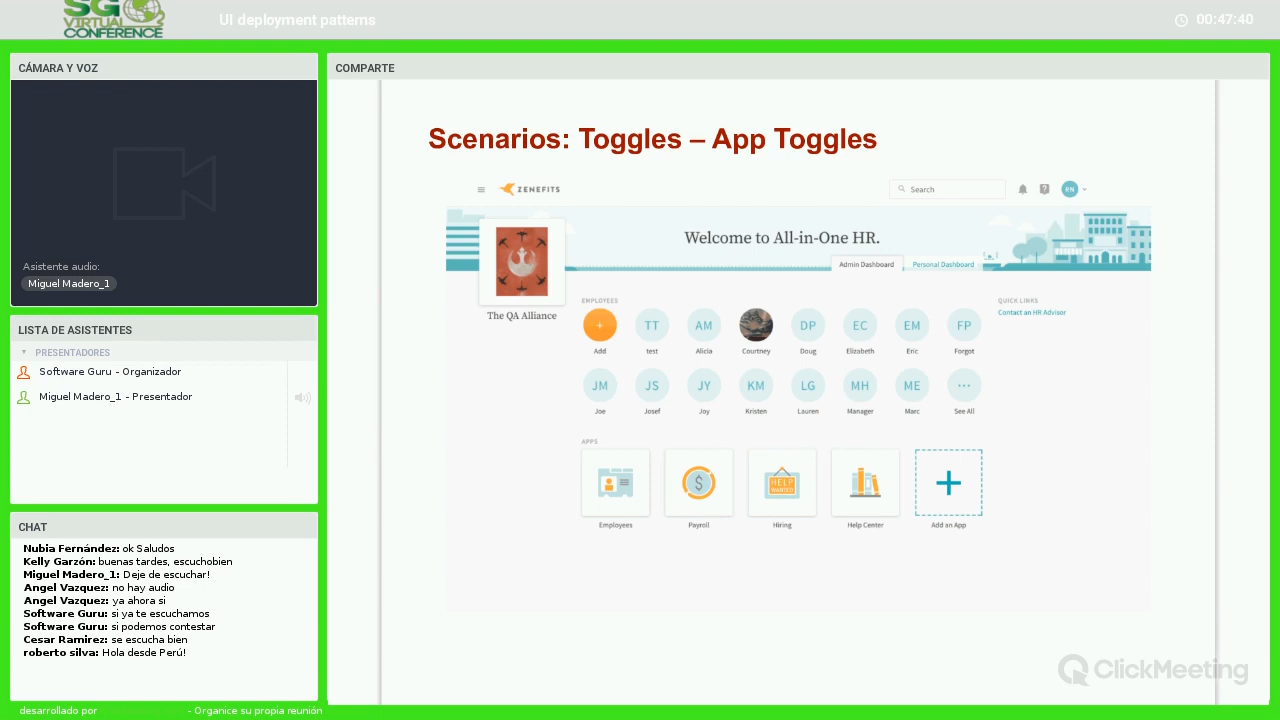 SG
VIRTUAL
CONFERENCE
UI deployment patterns
00:47:40
CÁMARA Y VOZ
Asistente audio:
Miguel Madero_1
LISTA DE ASISTENTES
PRESENTADORES
Software Guru - Organizador
Miguel Madero_1 - Presentador
CHAT
Nubia Fernández: ok Saludos
Kelly Garzón: buenas tardes, escuchobien
Miguel Madero_1: Deje de escuchar!
Angel Vazquez: no hay audio
Angel Vazquez: ya ahora si
Software Guru: si ya te escuchamos
Software Guru: si podemos contestar
Cesar Ramirez: se escucha bien
roberto silva: Hola desde Perú!
desarrollado por - Organice su propia reunión
COMPARTE
Scenarios: Toggles – App Toggles
ZENEFITS
Search
RN
Welcome to All-in-One HR.
Admin Dashboard
Personal Dashboard
The QA Alliance
EMPLOYEES
QUICK LINKS
Contact an HR Advisor
+ TT AM DP EC EM FP
Add test Alicia Courtney Doug Elizabeth Eric Forgot
JM JS JY KM LG MH ME ...
Joe Josef Joy Kristen Lauren Manager Marc See All
APPS
$
HELP
WANTED
+
Employees Payroll Hiring Help Center Add an App
ClickMeeting